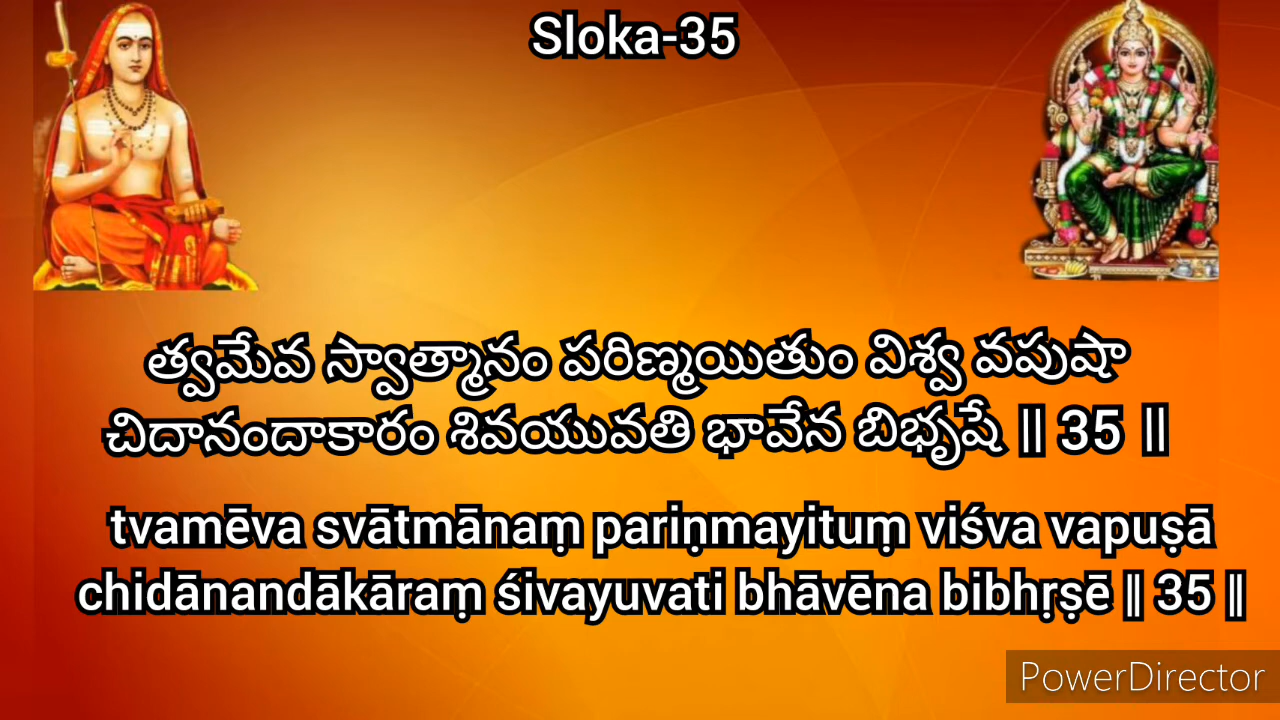 Sloka-35
త్వమేవ స్వాత్మానం పరిణ్మయితుం విశ్వ వపుషా
చిదానందాకారం శివయువతి భావేన బిభృషే ‖ 35 ‖
tvamēva svātmānaṃ pariṇmayituṃ viśva vapuṣā
chidānandākāraṃ śivayuvati bhāvēna bibhṛṣē ‖ 35 ‖
PowerDirector